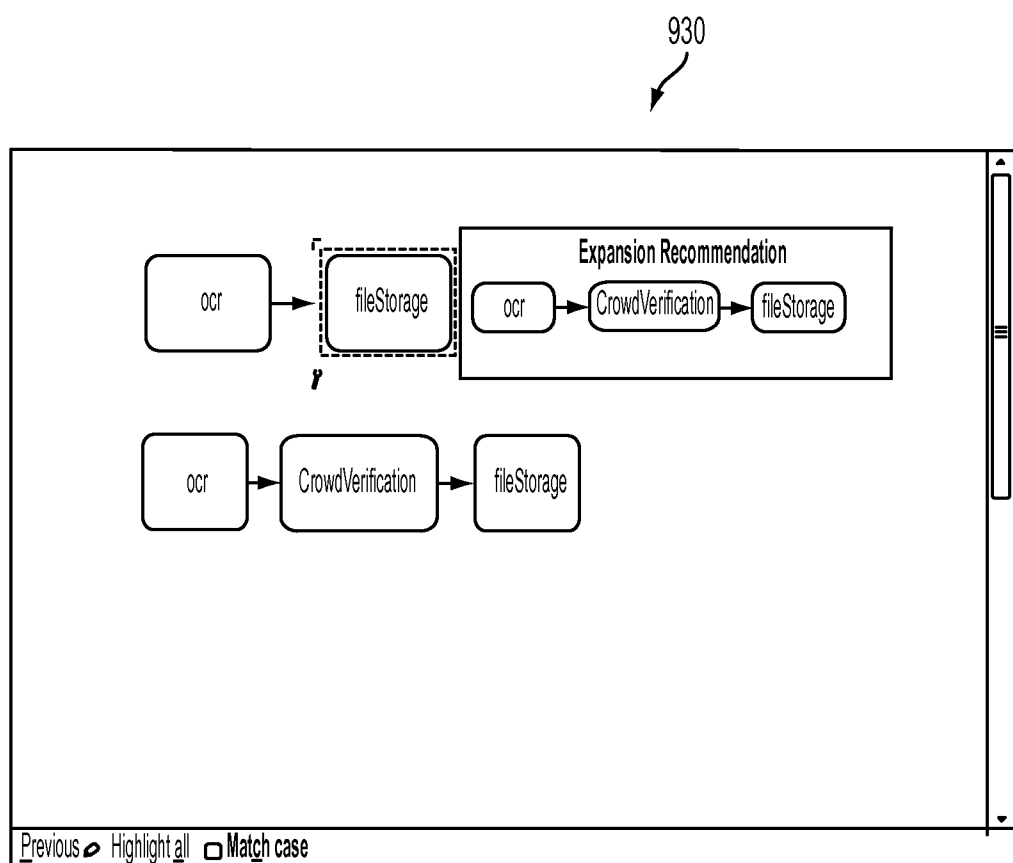 930
Expansion Recommendation
ocr fileStorage ocr CrowdVerification fileStorage
ocr CrowdVerification fileStorage
Previous Highlight all Match case